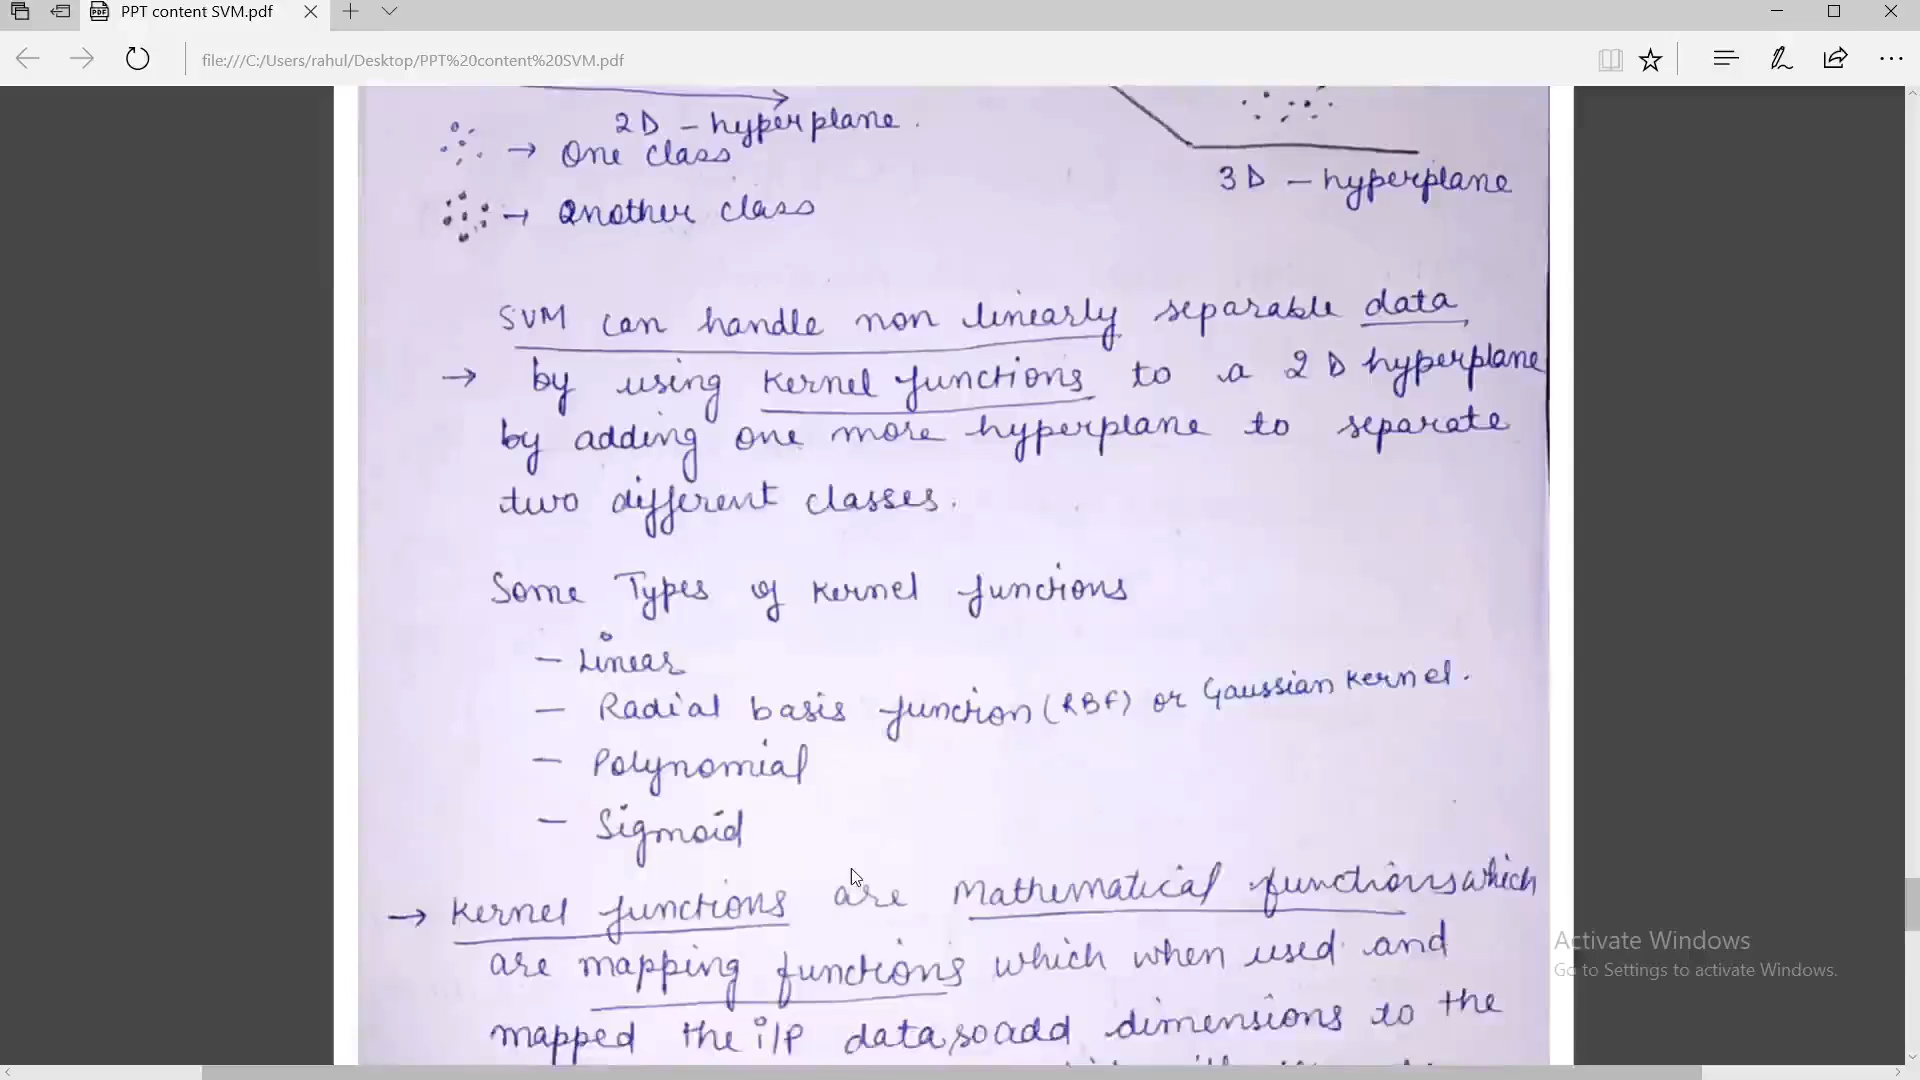 PPT content SVM.pdf
file:///C:/Users/rahul/Desktop/PPT%20content%20SVM.pdf
2D - hyperplane.
→ One class
3D - hyperplane
→ another class
SVM can handle non linearly separable data,
→ by using kernel functions to a 2D hyperplane
by adding one more hyperplane to separate
two different classes.
Some Types of kernel functions
- Linear
- Radial basis function (RBF) or Gaussian kernel.
- Polynomial
- Sigmoid
→ Kernel functions are Mathematical functions which
are mapping functions which when used and
mapped the i/p data, so add dimensions to the
Activate Windows
Go to Settings to activate Windows.